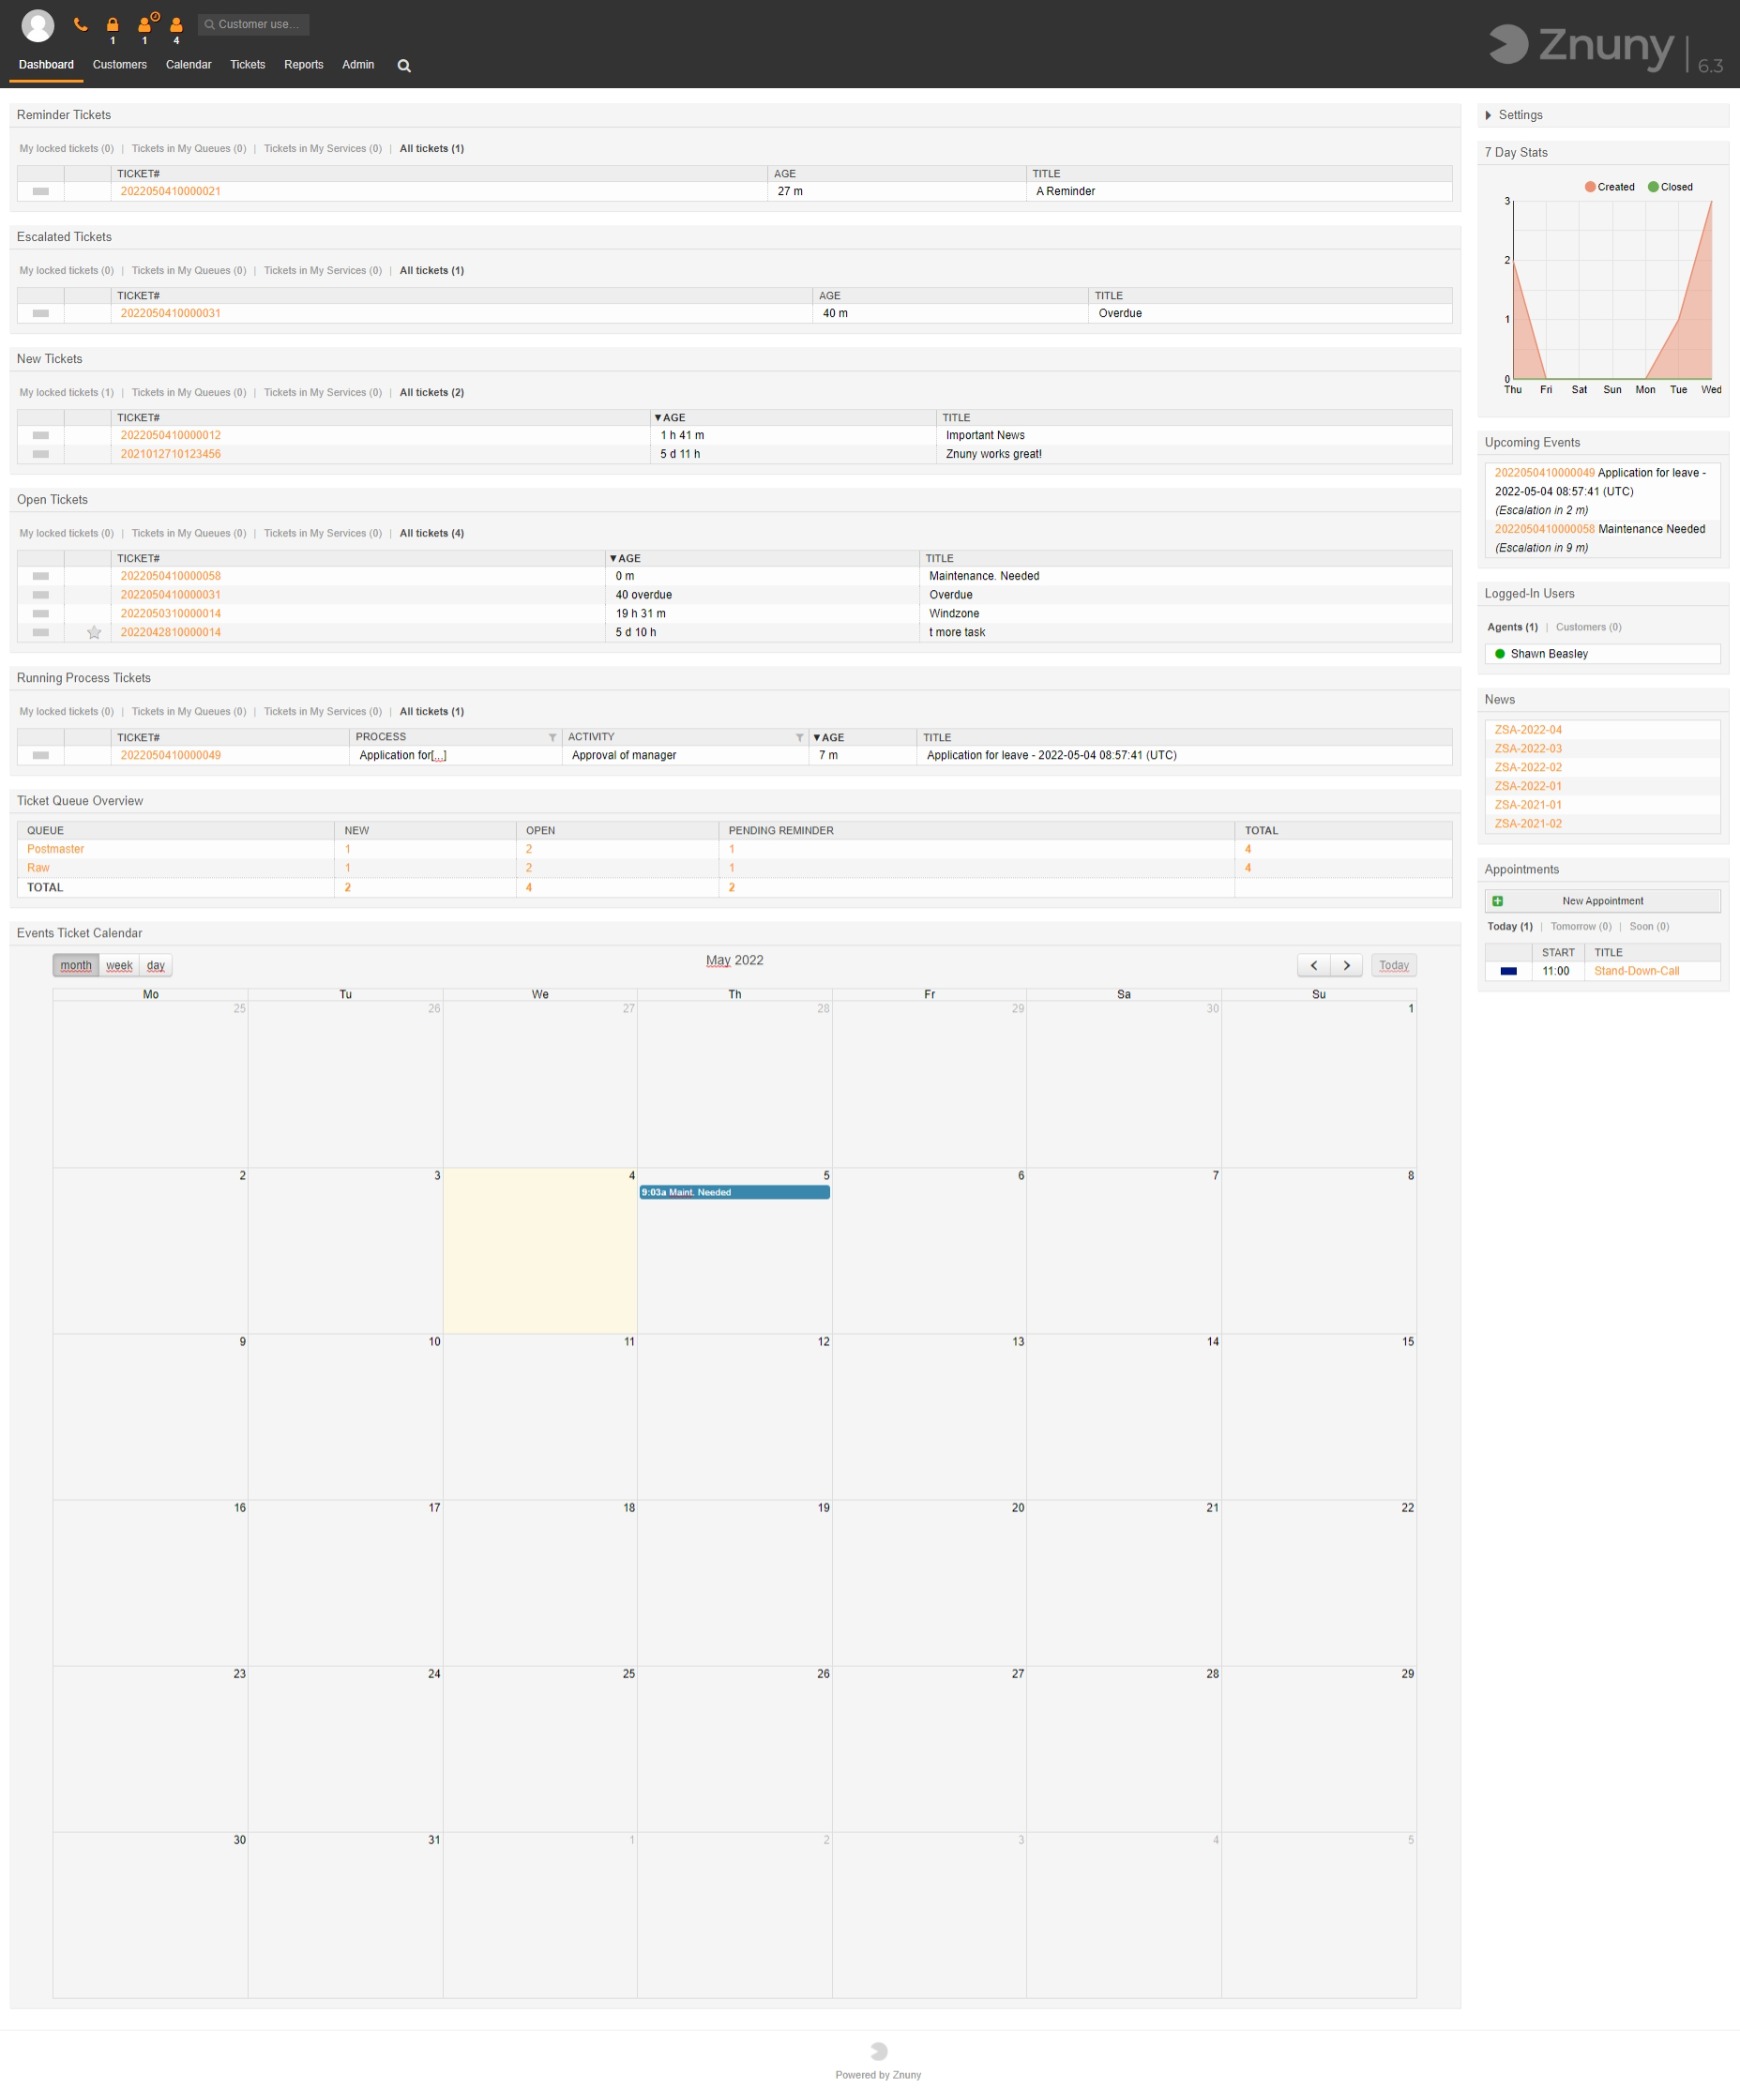 1 1 4 Customer use...
Dashboard Customers Calendar Tickets Reports Admin
Znuny | 6.3
Reminder Tickets
My locked tickets (0) | Tickets in My Queues (0) | Tickets in My Services (0) | All tickets (1)
TICKET# AGE TITLE
2022050410000021 27 m A Reminder
Escalated Tickets
My locked tickets (0) | Tickets in My Queues (0) | Tickets in My Services (0) | All tickets (1)
TICKET# AGE TITLE
2022050410000031 40 m Overdue
New Tickets
My locked tickets (1) | Tickets in My Queues (0) | Tickets in My Services (0) | All tickets (2)
TICKET# ▼AGE TITLE
2022050410000012 1 h 41 m Important News
2021012710123456 5 d 11 h Znuny works great!
Open Tickets
My locked tickets (0) | Tickets in My Queues (0) | Tickets in My Services (0) | All tickets (4)
TICKET# ▼AGE TITLE
2022050410000058 0 m Maintenance. Needed
2022050410000031 40 overdue Overdue
2022050310000014 19 h 31 m Windzone
2022042810000014 5 d 10 h t more task
Running Process Tickets
My locked tickets (0) | Tickets in My Queues (0) | Tickets in My Services (0) | All tickets (1)
TICKET# PROCESS ACTIVITY ▼AGE TITLE
2022050410000049 Application for[...] Approval of manager 7 m Application for leave - 2022-05-04 08:57:41 (UTC)
Ticket Queue Overview
QUEUE NEW OPEN PENDING REMINDER TOTAL
Postmaster 1 2 1 4
Raw 1 2 1 4
TOTAL 2 4 2
Events Ticket Calendar
month week day May 2022 Today
Mo Tu We Th Fr Sa Su
25 26 27 28 29 30 1
2 3 4 5 6 7 8
9:03a Maint. Needed
9 10 11 12 13 14 15
16 17 18 19 20 21 22
23 24 25 26 27 28 29
30 31 1 2 3 4 5
Settings
7 Day Stats
Created Closed
3
2
1
0
Thu Fri Sat Sun Mon Tue Wed
Upcoming Events
2022050410000049 Application for leave -
2022-05-04 08:57:41 (UTC)
(Escalation in 2 m)
2022050410000058 Maintenance Needed
(Escalation in 9 m)
Logged-In Users
Agents (1) | Customers (0)
Shawn Beasley
News
ZSA-2022-04
ZSA-2022-03
ZSA-2022-02
ZSA-2022-01
ZSA-2021-01
ZSA-2021-02
Appointments
New Appointment
Today (1) | Tomorrow (0) | Soon (0)
START TITLE
11:00 Stand-Down-Call
Powered by Znuny